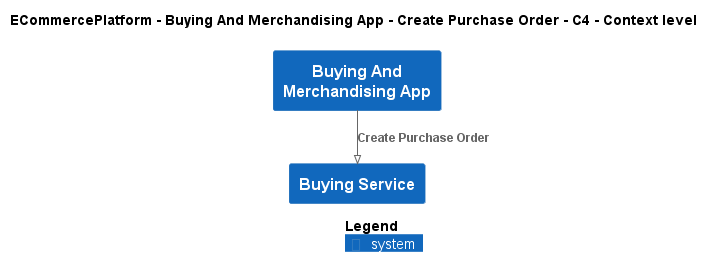 ECommercePlatform - Buying And Merchandising App - Create Purchase Order - C4 - Context level
Buying And
Merchandising App
Create Purchase Order
Buying Service
Legend
system